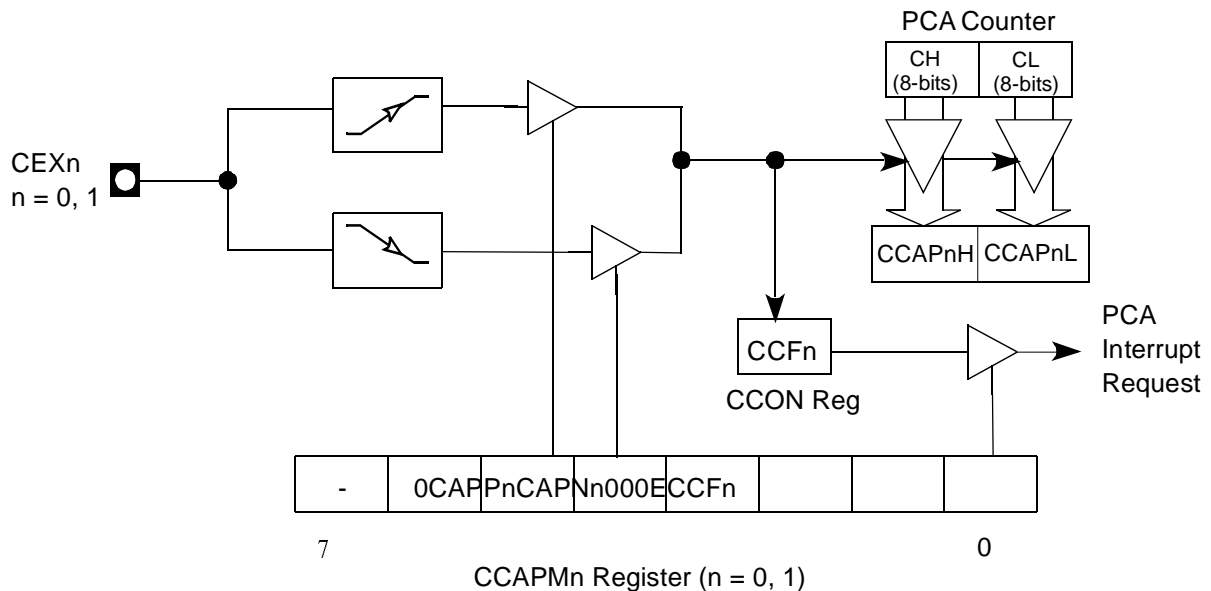 PCA Counter
CH
(8-bits)
CL
(8-bits)
CEXn
n = 0, 1
CCAPnH
CCAPnL
CCFn
CCON Reg
PCA
Interrupt
Request
- 0CAPPnCAPNn000ECCFn
7 0
CCAPMn Register (n = 0, 1)